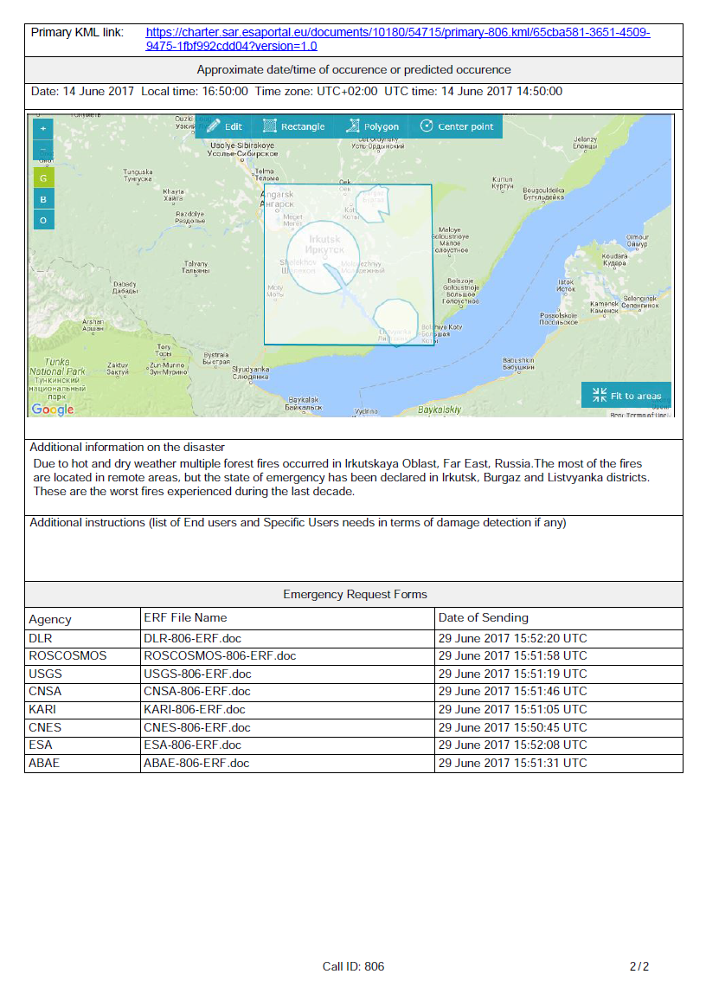 Primary KML link: https://charter.sar.esaportal.eu/documents/10180/54715/primary-806.kml/65cba581-3651-4509-
9475-1fbf992cdd04?version=1.0
Approximate date/time of occurence or predicted occurence
Date: 14 June 2017 Local time: 16:50:00 Time zone: UTC+02:00 UTC time: 14 June 2017 14:50:00
+
Edit
Rectangle
Polygon
Center point
−
G
B
O
Usolye-Sibirskoye
Усолье-Сибирское
Усть-Ордынский
Jelanzy
Еланцы
Telma
Тельма
Tunguska
Тунгуска
Khayta
Хайта
Razdolye
Раздолье
Angarsk
Ангарск
Oek
Kurtun
Куртун
Bougouldeika
Бугульдейка
Meget
Мегет
Irkutsk
Иркутск
Maloye
Goloustnoye
Малое
Голоустное
Talyany
Тальяны
Moty
Моты
Bolszoje
Goloustnoje
Большое
Голоустное
Oimour
Оймур
Koudara
Кудара
Istok
Исток
Dabady
Дабады
Possolskoie
Посольское
Kamensk
Каменск
Selenginsk
Селенгинск
Arshan
Аршан
Tory
Торы
Bystraia
Быстрая
Slyudyanka
Слюдянка
Zaktuy
Зактуй
Zun-Murino
Зун-Мурино
Tunka
National Park
Тункинский
национальный
парк
Babushkin
Бабушкин
Baykalsk
Байкальск
Vydrino
Baykalskiy
Google
Fit to areas
Additional information on the disaster
Due to hot and dry weather multiple forest fires occurred in Irkutskaya Oblast, Far East, Russia.The most of the fires
are located in remote areas, but the state of emergency has been declared in Irkutsk, Burgaz and Listvyanka districts.
These are the worst fires experienced during the last decade.
Additional instructions (list of End users and Specific Users needs in terms of damage detection if any)
Emergency Request Forms
Agency ERF File Name Date of Sending
DLR DLR-806-ERF.doc 29 June 2017 15:52:20 UTC
ROSCOSMOS ROSCOSMOS-806-ERF.doc 29 June 2017 15:51:58 UTC
USGS USGS-806-ERF.doc 29 June 2017 15:51:19 UTC
CNSA CNSA-806-ERF.doc 29 June 2017 15:51:46 UTC
KARI KARI-806-ERF.doc 29 June 2017 15:51:05 UTC
CNES CNES-806-ERF.doc 29 June 2017 15:50:45 UTC
ESA ESA-806-ERF.doc 29 June 2017 15:52:08 UTC
ABAE ABAE-806-ERF.doc 29 June 2017 15:51:31 UTC
Call ID: 806 2/2